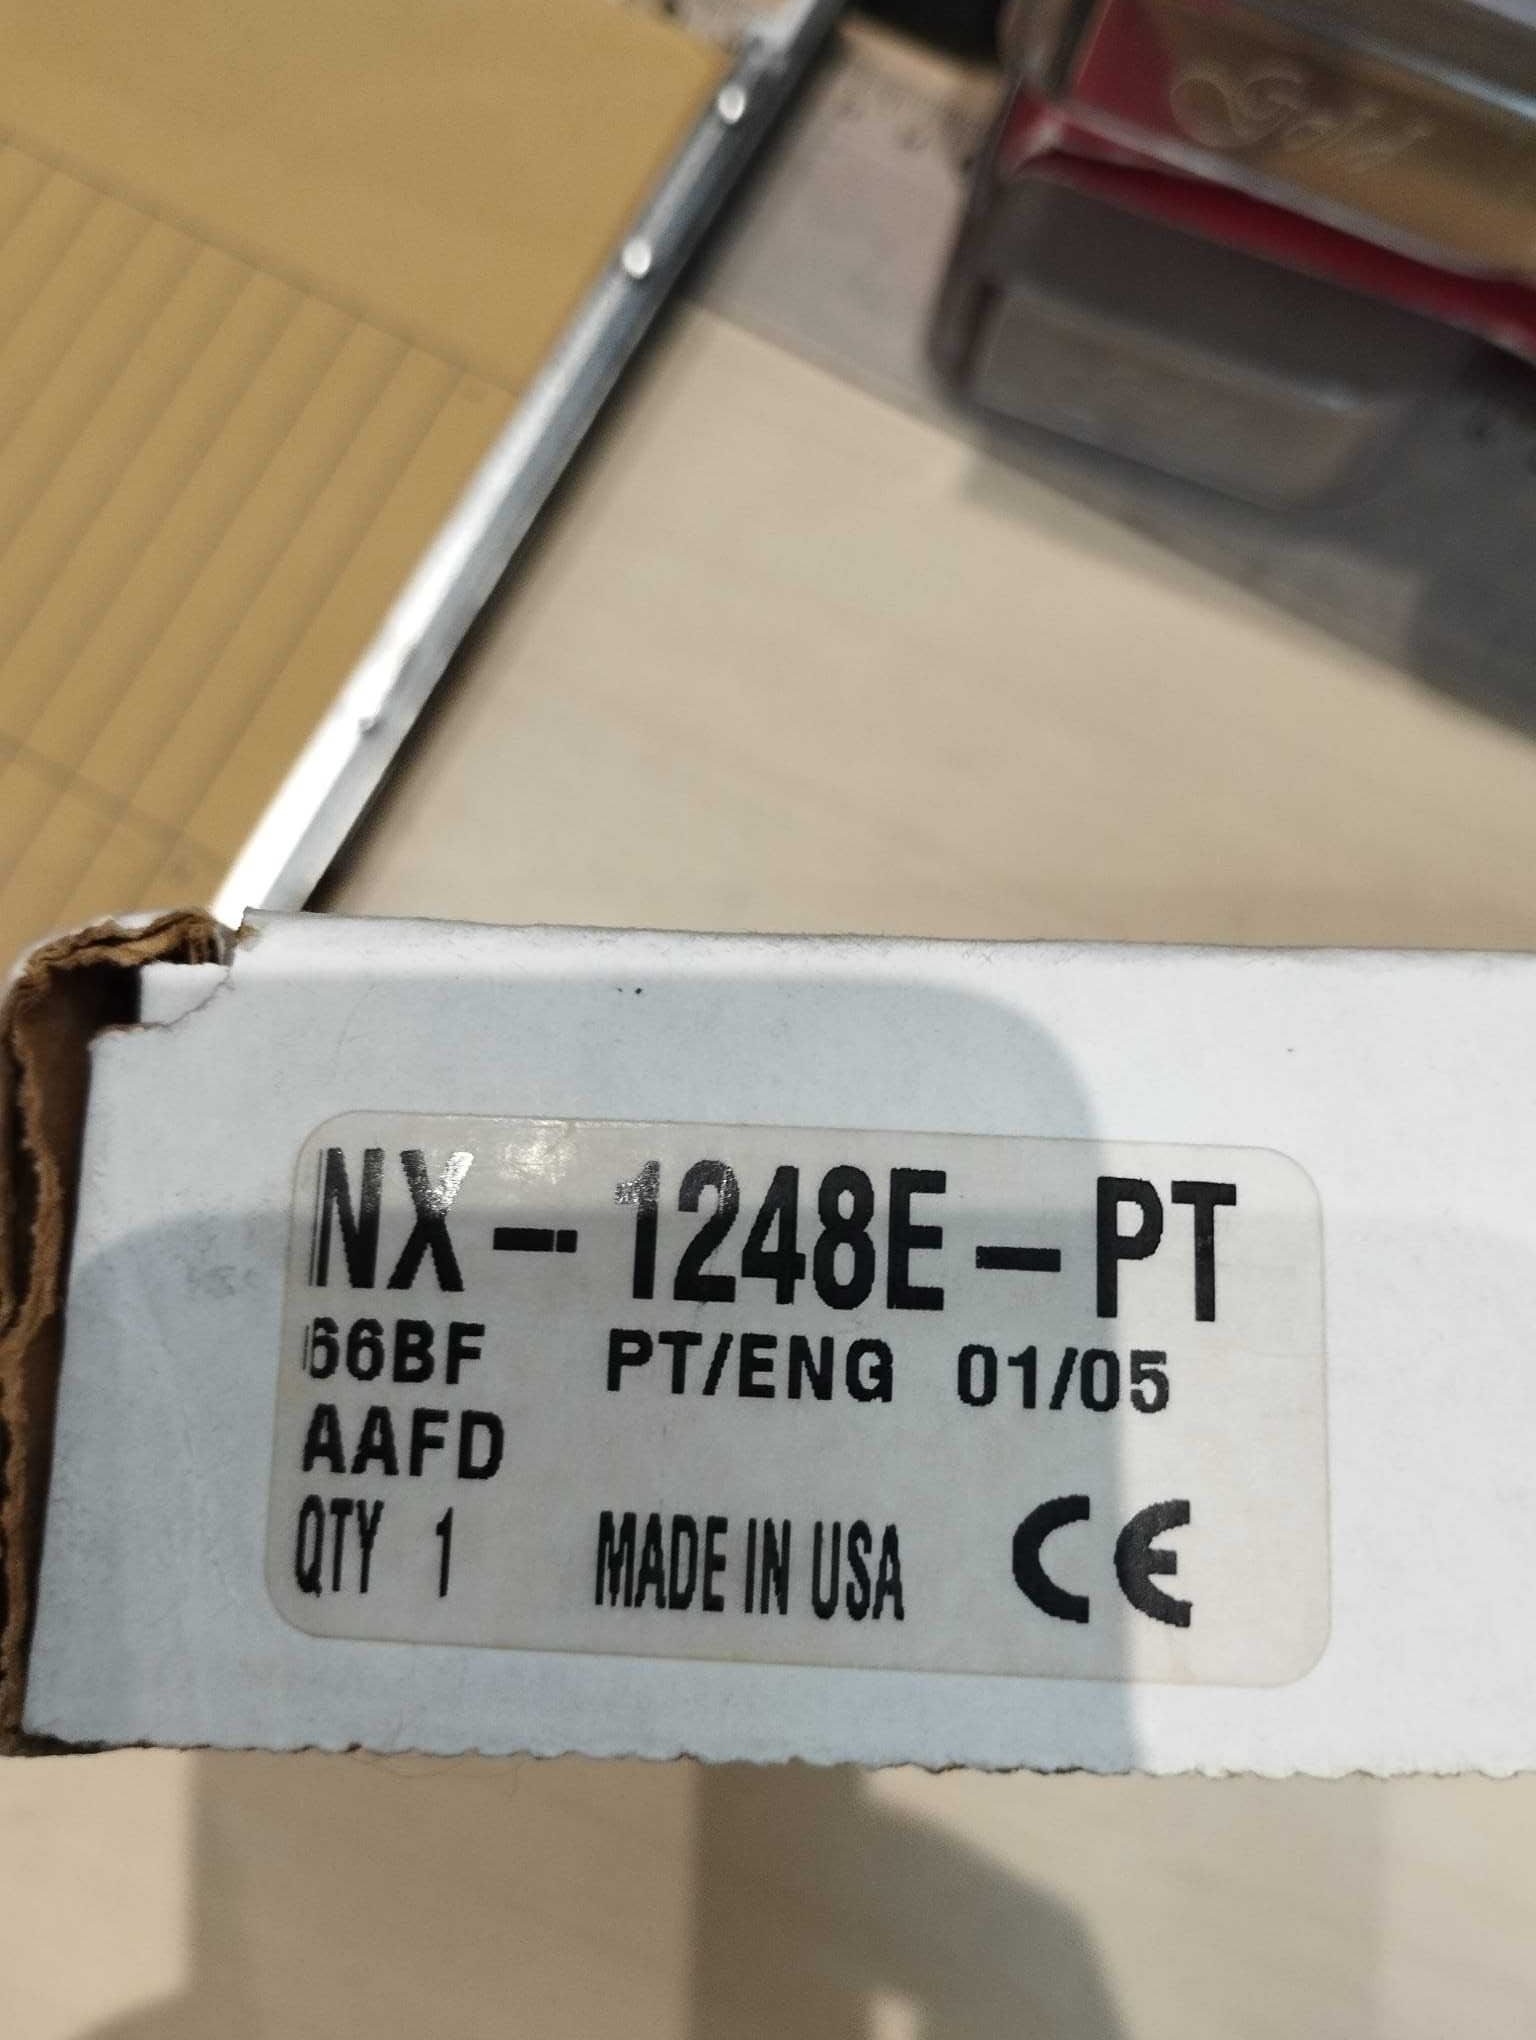 NX-1248E-PT
66BF PT/ENG 01/05
AAFD
QTY 1 MADE IN USA CE